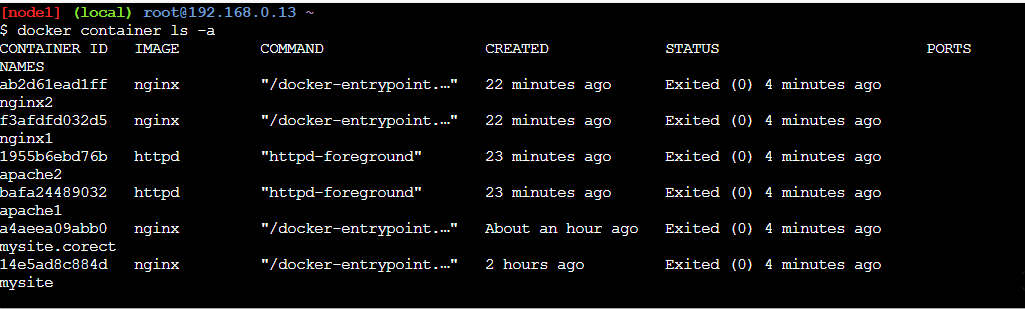 [node1] (local) root@192.168.0.13 ~
$ docker container ls -a
CONTAINER ID   IMAGE         COMMAND                  CREATED             STATUS                       PORTS
NAMES
ab2d61ead1ff   nginx         "/docker-entrypoint.…"   22 minutes ago      Exited (0) 4 minutes ago
nginx2
f3afdfd032d5   nginx         "/docker-entrypoint.…"   22 minutes ago      Exited (0) 4 minutes ago
nginx1
1955b6ebd76b   httpd         "httpd-foreground"       23 minutes ago      Exited (0) 4 minutes ago
apache2
bafa24489032   httpd         "httpd-foreground"       23 minutes ago      Exited (0) 4 minutes ago
apache1
a4aeea09abb0   nginx         "/docker-entrypoint.…"   About an hour ago   Exited (0) 4 minutes ago
mysite.corect
14e5ad8c884d   nginx         "/docker-entrypoint.…"   2 hours ago         Exited (0) 4 minutes ago
mysite